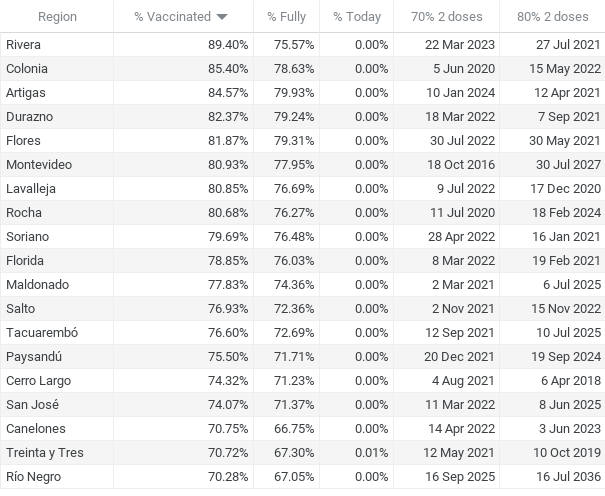 Region % Vaccinated % Fully % Today 70% 2 doses 80% 2 doses
Rivera 89.40% 75.57% 0.00% 22 Mar 2023 27 Jul 2021
Colonia 85.40% 78.63% 0.00% 5 Jun 2020 15 May 2022
Artigas 84.57% 79.93% 0.00% 10 Jan 2024 12 Apr 2021
Durazno 82.37% 79.24% 0.00% 18 Mar 2022 7 Sep 2021
Flores 81.87% 79.31% 0.00% 30 Jul 2022 30 May 2021
Montevideo 80.93% 77.95% 0.00% 18 Oct 2016 30 Jul 2027
Lavalleja 80.85% 76.69% 0.00% 9 Jul 2022 17 Dec 2020
Rocha 80.68% 76.27% 0.00% 11 Jul 2020 18 Feb 2024
Soriano 79.69% 76.48% 0.00% 28 Apr 2022 16 Jan 2021
Florida 78.85% 76.03% 0.00% 8 Mar 2022 19 Feb 2021
Maldonado 77.83% 74.36% 0.00% 2 Mar 2021 6 Jul 2025
Salto 76.93% 72.36% 0.00% 2 Nov 2021 15 Nov 2022
Tacuarembó 76.60% 72.69% 0.00% 12 Sep 2021 10 Jul 2025
Paysandú 75.50% 71.71% 0.00% 20 Dec 2021 19 Sep 2024
Cerro Largo 74.32% 71.23% 0.00% 4 Aug 2021 6 Apr 2018
San José 74.07% 71.37% 0.00% 11 Mar 2022 8 Jun 2025
Canelones 70.75% 66.75% 0.00% 14 Apr 2022 3 Jun 2023
Treinta y Tres 70.72% 67.30% 0.01% 12 May 2021 10 Oct 2019
Río Negro 70.28% 67.05% 0.00% 16 Sep 2025 16 Jul 2036